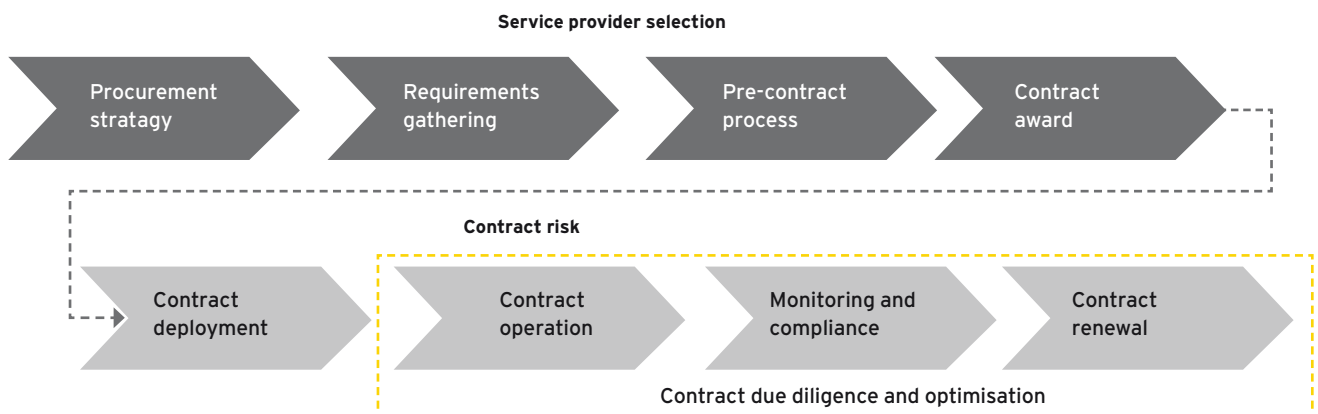 Service provider selection
Procurement
stratagy
Requirements
gathering
Pre-contract
process
Contract
award
Contract risk
Contract
deployment
Contract
operation
Monitoring and
compliance
Contract
renewal
Contract due diligence and optimisation